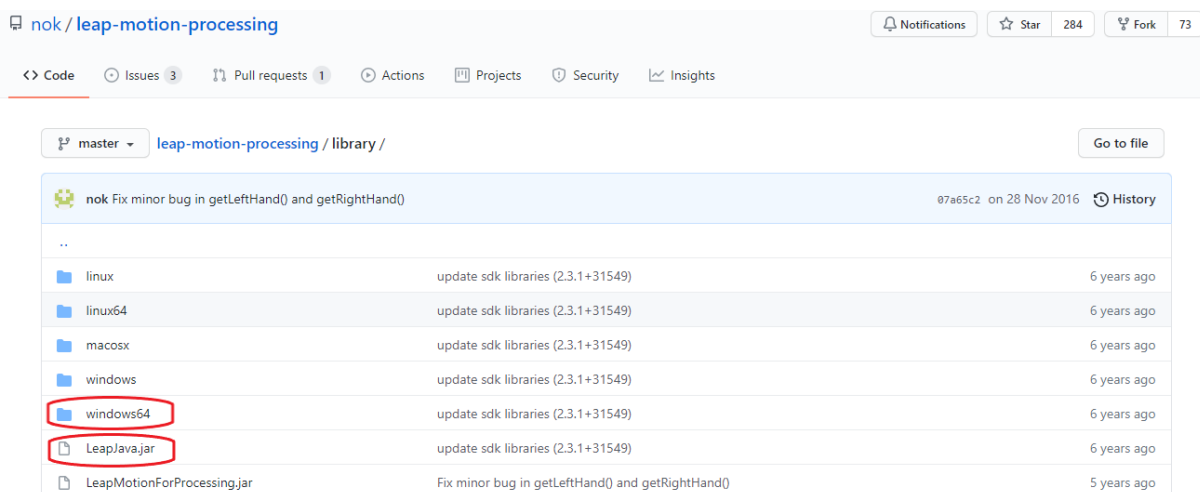 nok / leap-motion-processing Notifications Star 284 Fork 73
Code Issues 3 Pull requests 1 Actions Projects Security Insights
master leap-motion-processing / library / Go to file
nok Fix minor bug in getLeftHand() and getRightHand() 07a65c2 on 28 Nov 2016 History
..
linux update sdk libraries (2.3.1+31549) 6 years ago
linux64 update sdk libraries (2.3.1+31549) 6 years ago
macosx update sdk libraries (2.3.1+31549) 6 years ago
windows update sdk libraries (2.3.1+31549) 6 years ago
windows64 update sdk libraries (2.3.1+31549) 6 years ago
LeapJava.jar update sdk libraries (2.3.1+31549) 6 years ago
LeapMotionForProcessing.jar Fix minor bug in getLeftHand() and getRightHand() 5 years ago